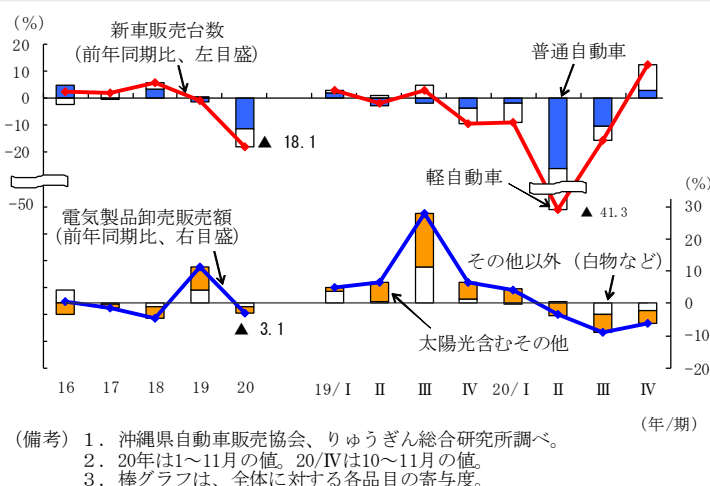 (%)
新車販売台数
(前年同期比、左目盛)
普通自動車
20
10
0
-10
-20
-50
▲ 18.1
軽自動車
▲ 41.3
(%)
電気製品卸売販売額
(前年同期比、右目盛)
その他以外（白物など）
太陽光含むその他
▲ 3.1
30
20
10
0
-10
-20
16 17 18 19 20 19/Ⅰ Ⅱ Ⅲ Ⅳ 20/Ⅰ Ⅱ Ⅲ Ⅳ
(年/期)
（備考）１．沖縄県自動車販売協会、りゅうぎん総合研究所調べ。
２．20年は1～11月の値。20/Ⅳは10～11月の値。
３．棒グラフは、全体に対する各品目の寄与度。